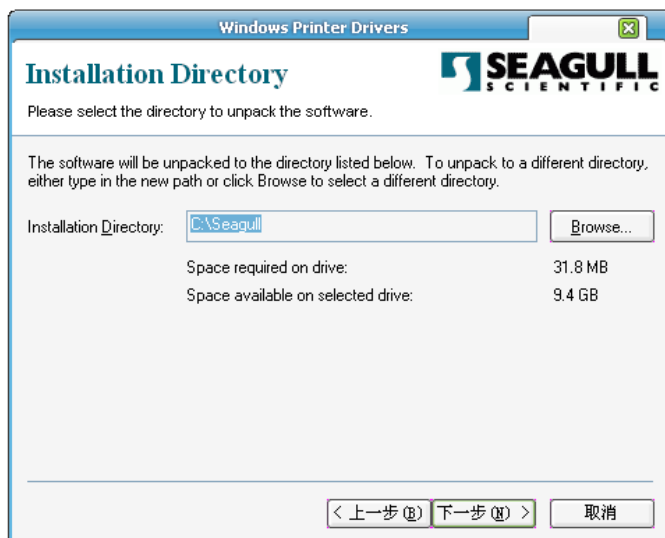 Windows Printer Drivers
Installation Directory
SEAGULL
SCIENTIFIC
Please select the directory to unpack the software.
The software will be unpacked to the directory listed below. To unpack to a different directory,
either type in the new path or click Browse to select a different directory.
Installation Directory: C:\Seagull Browse...
Space required on drive: 31.8 MB
Space available on selected drive: 9.4 GB
< 上一步(B) 下一步(N) > 取消